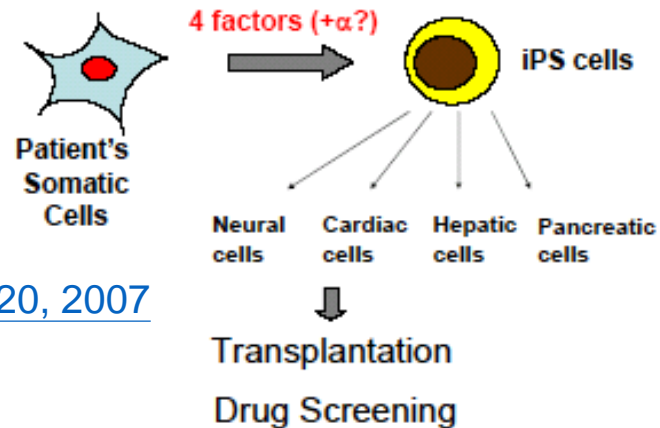 4 factors (+α?)
iPS cells
Patient's
Somatic
Cells
Neural cells
Cardiac cells
Hepatic cells
Pancreatic cells
20, 2007
Transplantation
Drug Screening